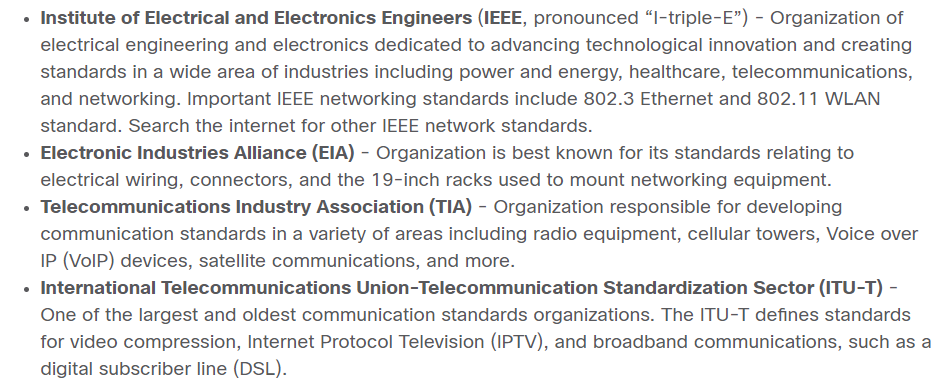 • Institute of Electrical and Electronics Engineers (IEEE, pronounced “I-triple-E”) - Organization of
electrical engineering and electronics dedicated to advancing technological innovation and creating
standards in a wide area of industries including power and energy, healthcare, telecommunications,
and networking. Important IEEE networking standards include 802.3 Ethernet and 802.11 WLAN
standard. Search the internet for other IEEE network standards.
• Electronic Industries Alliance (EIA) - Organization is best known for its standards relating to
electrical wiring, connectors, and the 19-inch racks used to mount networking equipment.
• Telecommunications Industry Association (TIA) - Organization responsible for developing
communication standards in a variety of areas including radio equipment, cellular towers, Voice over
IP (VoIP) devices, satellite communications, and more.
• International Telecommunications Union-Telecommunication Standardization Sector (ITU-T) -
One of the largest and oldest communication standards organizations. The ITU-T defines standards
for video compression, Internet Protocol Television (IPTV), and broadband communications, such as a
digital subscriber line (DSL).